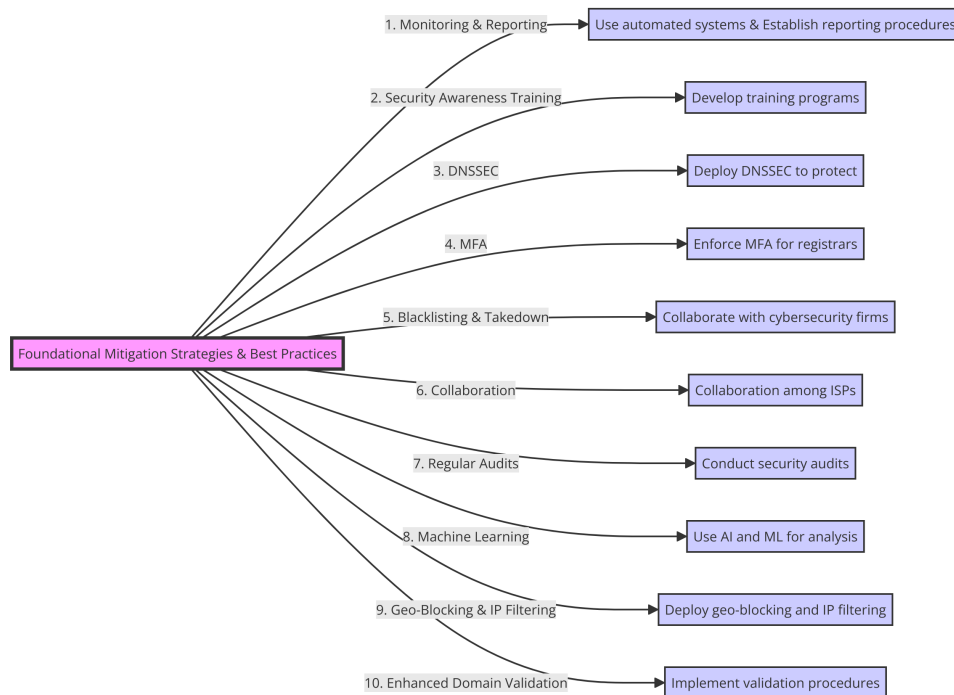 1. Monitoring & Reporting
Use automated systems & Establish reporting procedures
2. Security Awareness Training
Develop training programs
3. DNSSEC
Deploy DNSSEC to protect
4. MFA
Enforce MFA for registrars
5. Blacklisting & Takedown
Collaborate with cybersecurity firms
Foundational Mitigation Strategies & Best Practices
6. Collaboration
Collaboration among ISPs
7. Regular Audits
Conduct security audits
8. Machine Learning
Use AI and ML for analysis
9. Geo-Blocking & IP Filtering
Deploy geo-blocking and IP filtering
10. Enhanced Domain Validation
Implement validation procedures